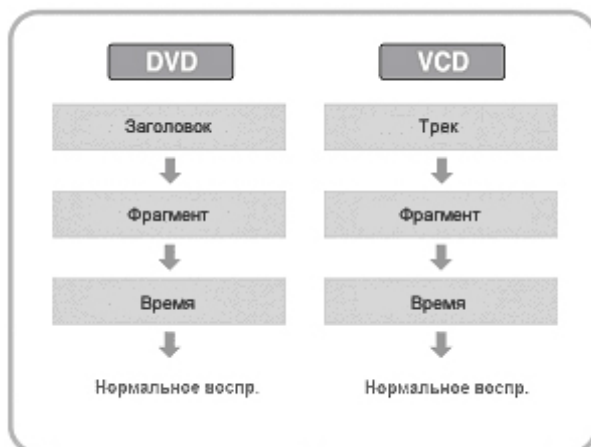 DVD
Заголовок
Фрагмент
Время
Нормальное воспр.
VCD
Трек
Фрагмент
Время
Нормальное воспр.